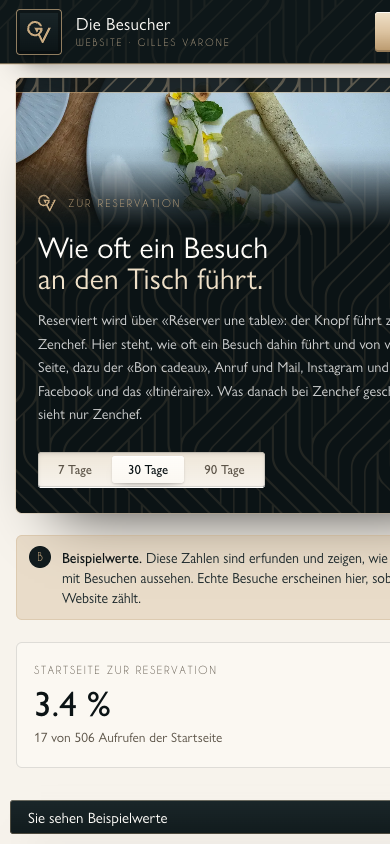 GV
Die Besucher
WEBSITE · GILLES VARONE
GV ZUR RESERVATION
Wie oft ein Besuch
an den Tisch führt.
Reserviert wird über «Réserver une table»: der Knopf führt z
Zenchef. Hier steht, wie oft ein Besuch dahin führt und von w
Seite, dazu der «Bon cadeau», Anruf und Mail, Instagram und
Facebook und das «Itinéraire». Was danach bei Zenchef gesch
sieht nur Zenchef.
7 Tage 30 Tage 90 Tage
B Beispielwerte. Diese Zahlen sind erfunden und zeigen, wie
mit Besuchen aussehen. Echte Besuche erscheinen hier, sob
Website zählt.
STARTSEITE ZUR RESERVATION
3.4 %
17 von 506 Aufrufen der Startseite
Sie sehen Beispielwerte